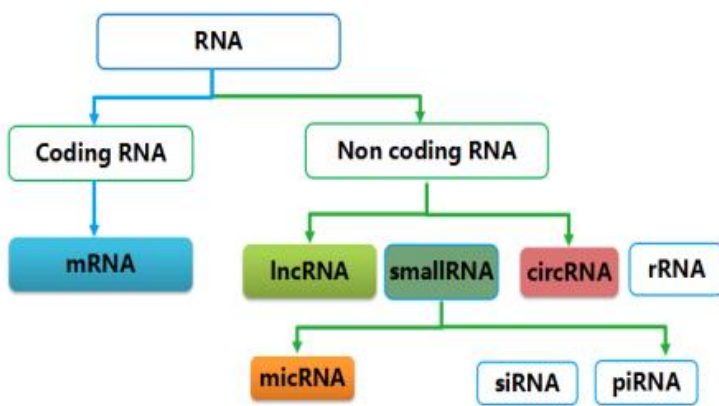 RNA
Coding RNA
Non coding RNA
mRNA
lncRNA
smallRNA
circRNA
rRNA
micRNA
siRNA
piRNA